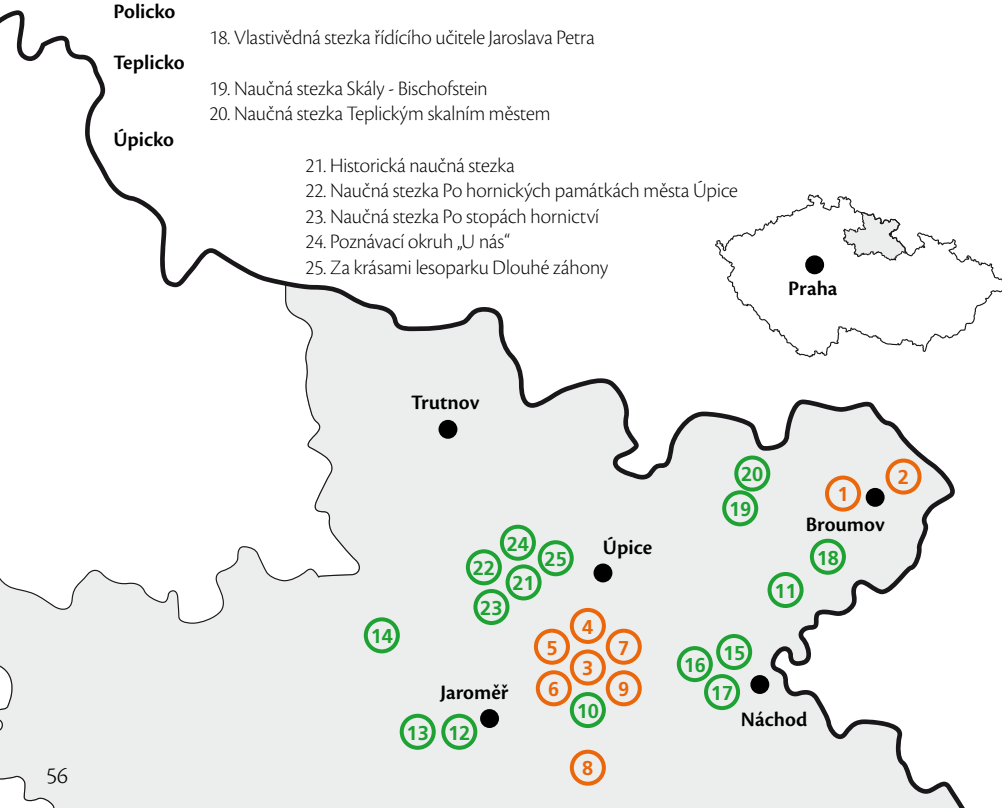 Policko
18. Vlastivědná stezka řídícího učitele Jaroslava Petra
Teplicko
19. Naučná stezka Skály - Bischofstein
20. Naučná stezka Teplickým skalním městem
Úpicko
21. Historická naučná stezka
22. Naučná stezka Po hornických památkách města Úpice
23. Naučná stezka Po stopách hornictví
24. Poznávací okruh „U nás“
25. Za krásami lesoparku Dlouhé záhony
Praha
Trutnov
20
2
1
19
Broumov
24
Úpice
25
18
22
21
11
23
4
14
5
7
15
3
16
6
9
17
Jaroměř
10
Náchod
13
12
8
56